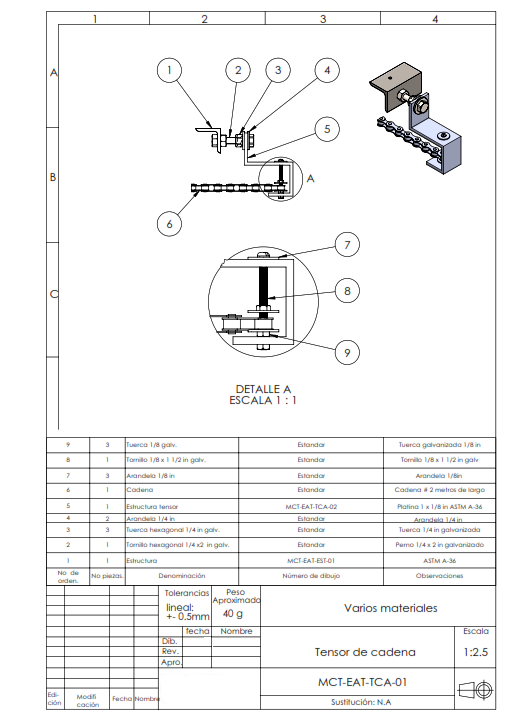 1 2 3 4
A
1 2 3 4
5
B
A
6
C
7
8
9
DETALLE A
ESCALA 1 : 1
9 3 Tuerca 1/8 galv. Estandar Tuerca galvanizada 1/8 in
8 1 Tornillo 1/8 x 1 1/2 in galv. Estandar Tornillo 1/8 x 1 1/2 in galv
7 3 Arandela 1/8 in Estandar Arandela 1/8in
6 1 Cadena Estandar Cadena # 2 metros de largo
5 1 Estructura tensor MCT-EAT-TCA-02 Platina 1 x 1/8 in ASTM A-36
4 2 Arandela 1/4 in Estandar Arandela 1/4 in
3 3 Tuerca hexagonal 1/4 in galv. Estandar Tuerca 1/4 in galvanizada
2 1 Tornillo hexagonal 1/4 x2 in galv. Estandar Perno 1/4 x 2 in galvanizado
1 1 Estructura MCT-EAT-EST-01 ASTM A-36
No de orden. No piezas. Denominación Número de dibujo Observaciones
Tolerancias
lineal:
+- 0.5mm
Peso
Aproximado
40 g
Varios materiales
fecha Nombre
Dib.
Rev.
Apro.
Tensor de cadena
Escala
1:2.5
MCT-EAT-TCA-01
Edi-
ción
Modifi
cación
Fecha
Nombre
Sustitución: N.A